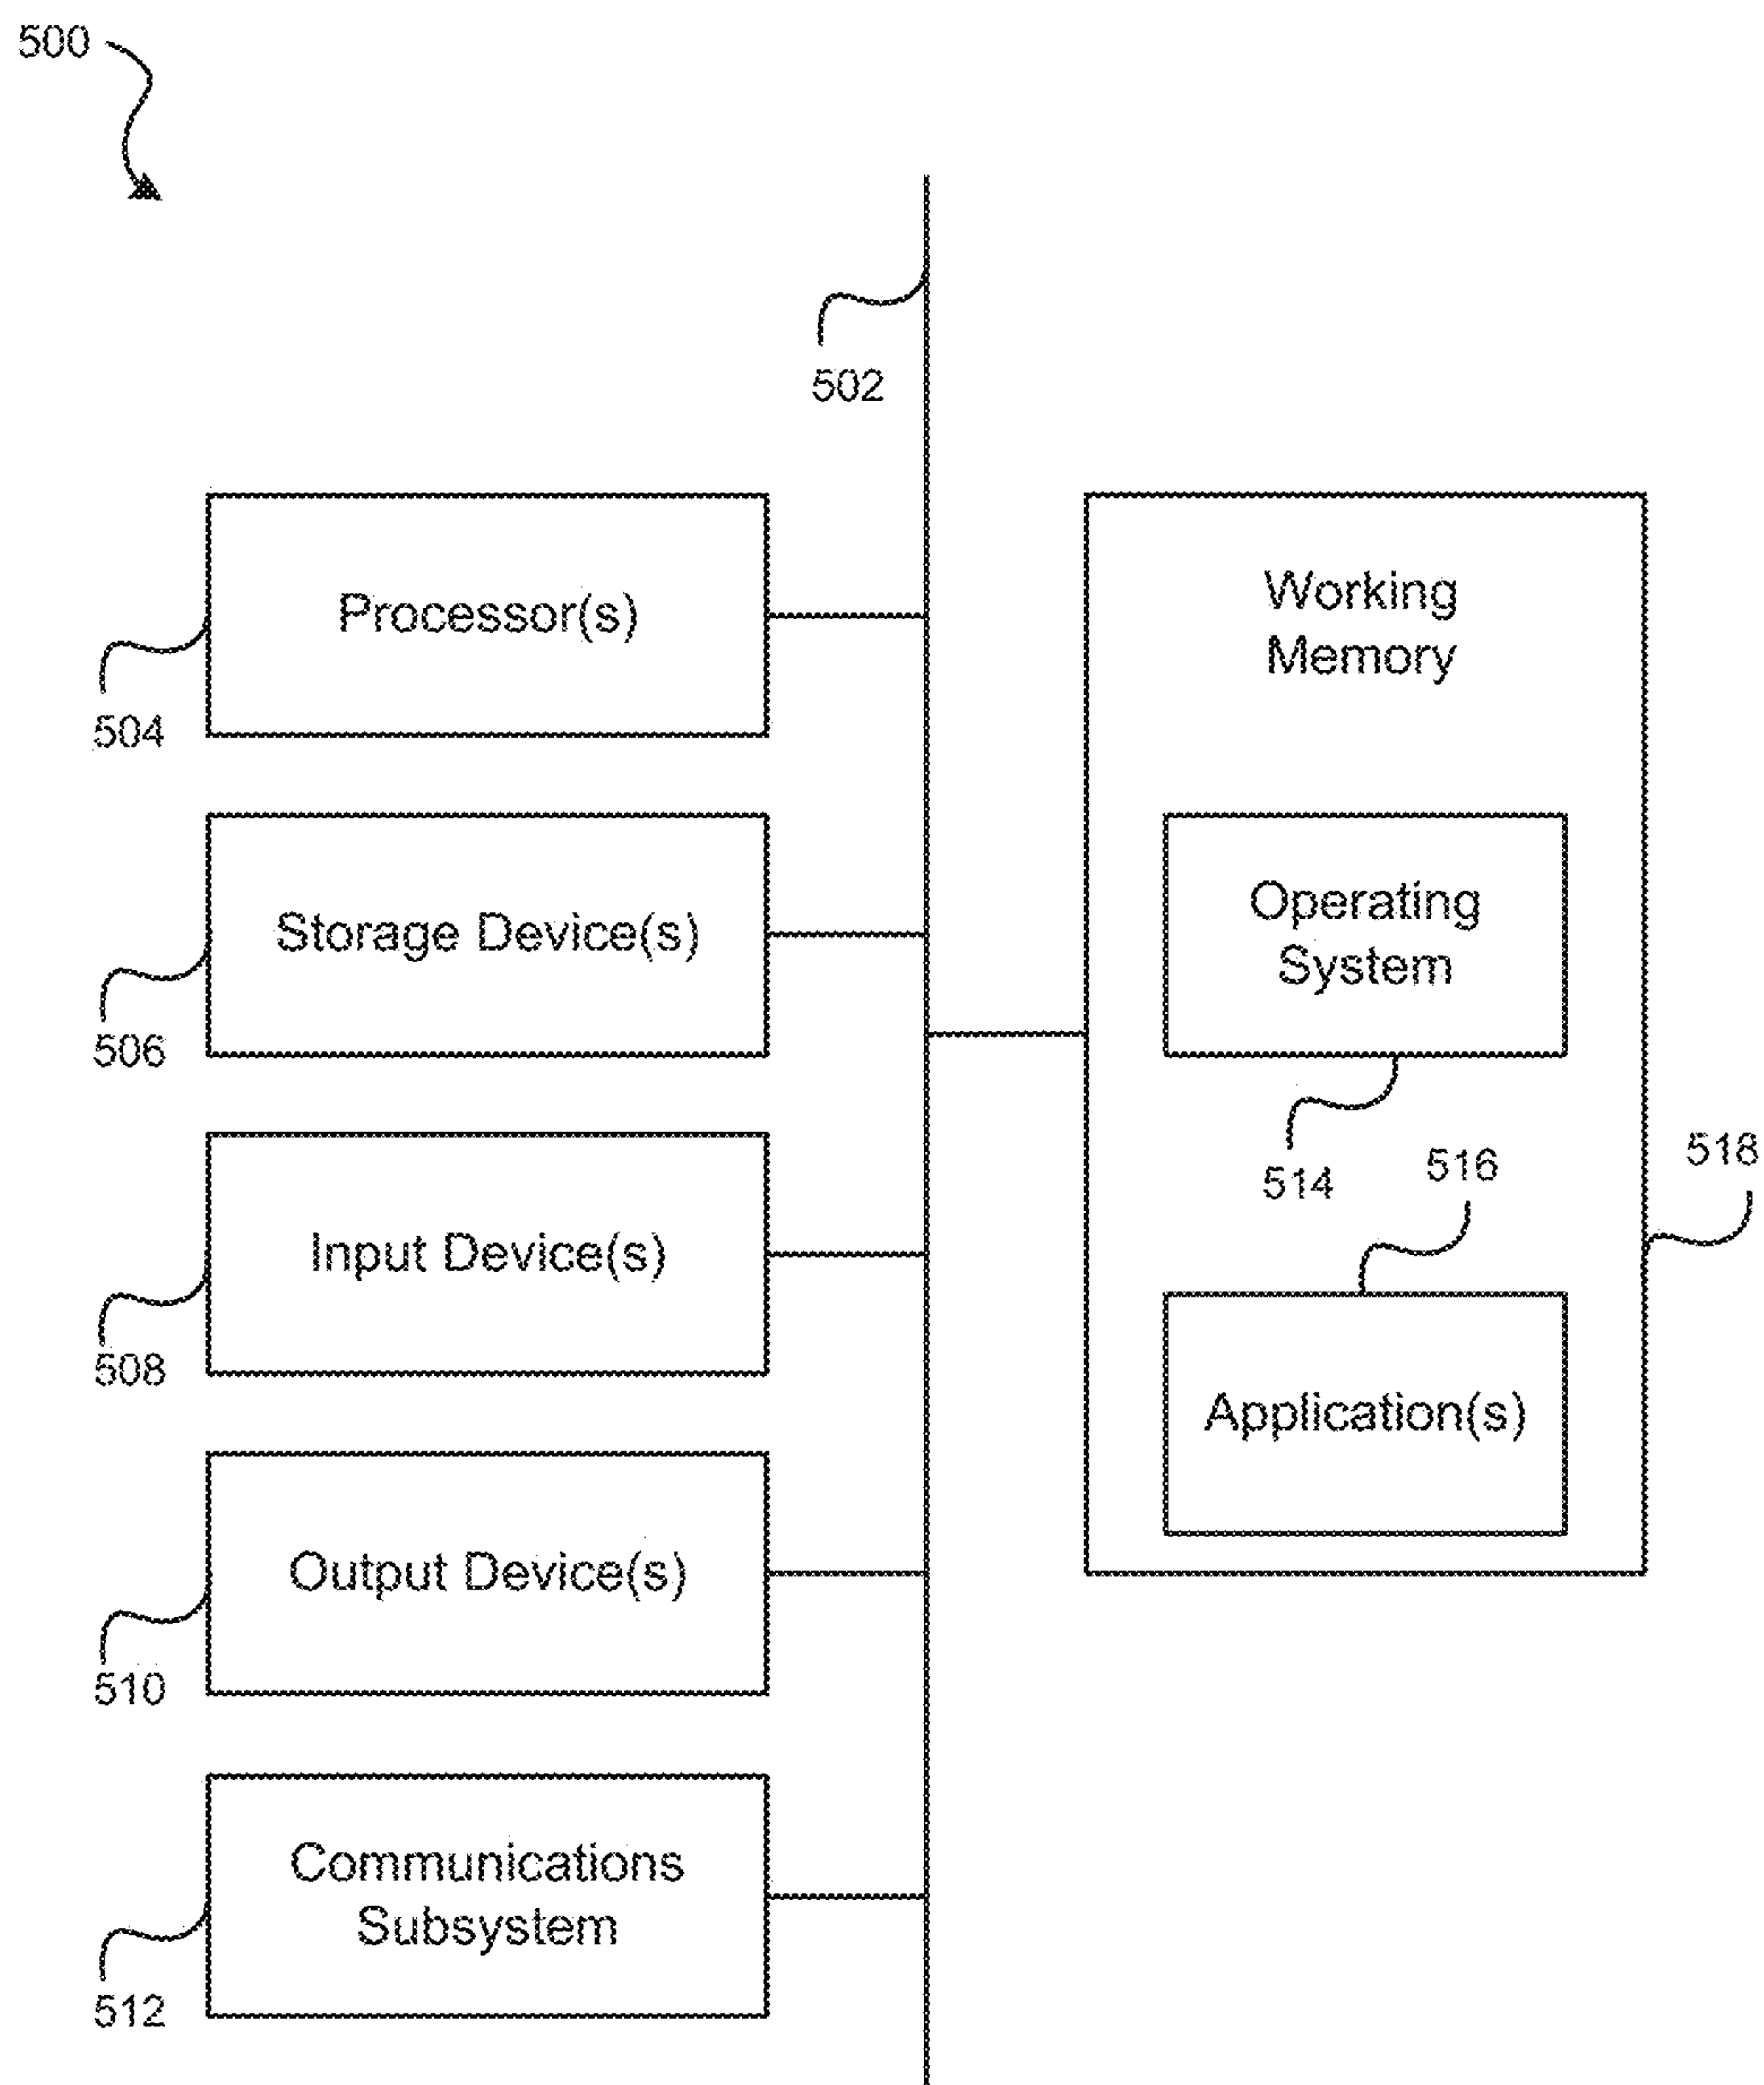 500
502
Processor(s)
504
Working
Memory
Storage Device(s)
506
Operating
System
514
516
518
Input Device(s)
508
Application(s)
Output Device(s)
510
Communications
Subsystem
512